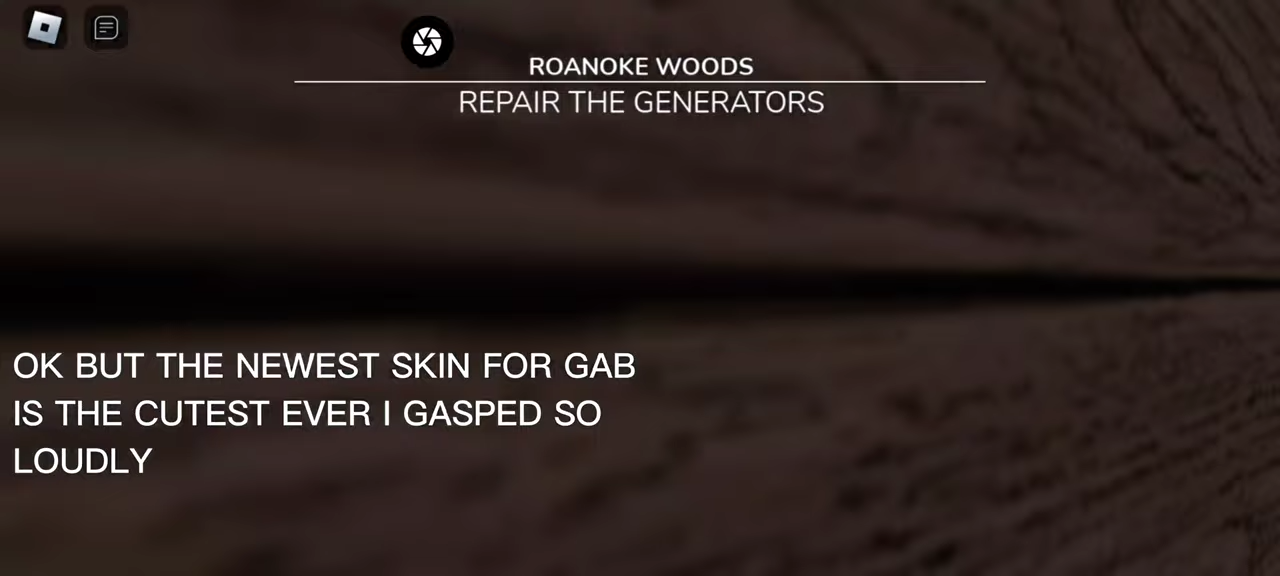 ROANOKE WOODS
REPAIR THE GENERATORS
OK BUT THE NEWEST SKIN FOR GAB
IS THE CUTEST EVER I GASPED SO
LOUDLY